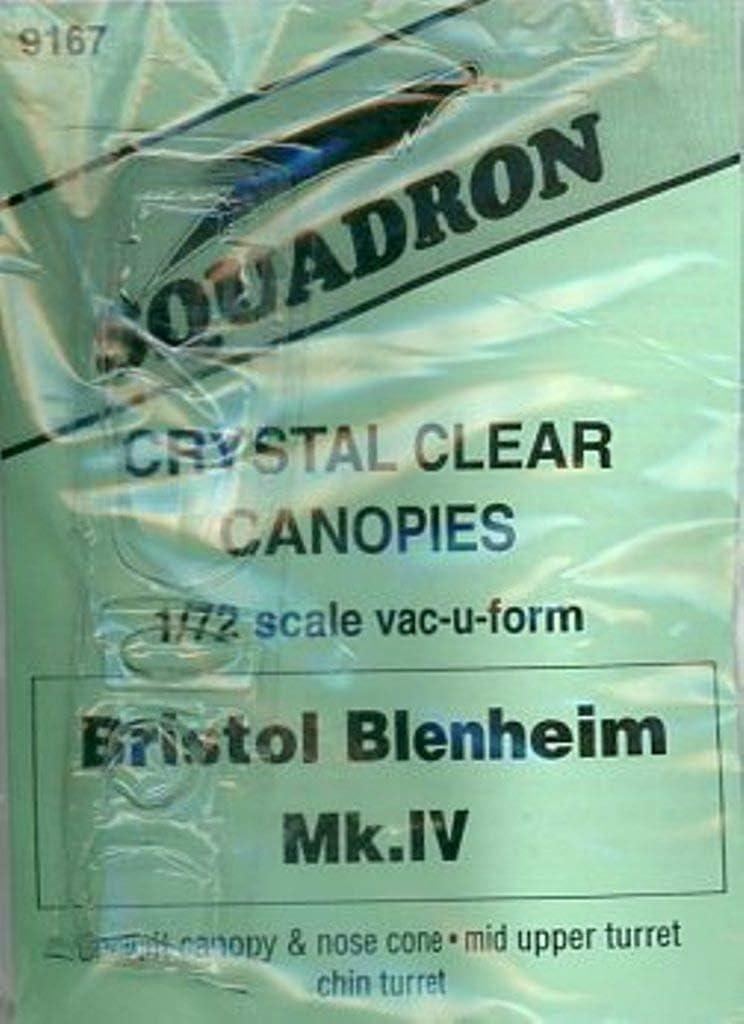 9167
SQUADRON
CRYSTAL CLEAR
CANOPIES
1/72 scale vac-u-form
Bristol Blenheim
Mk.IV
canopy & nose cone • mid upper turret
chin turret